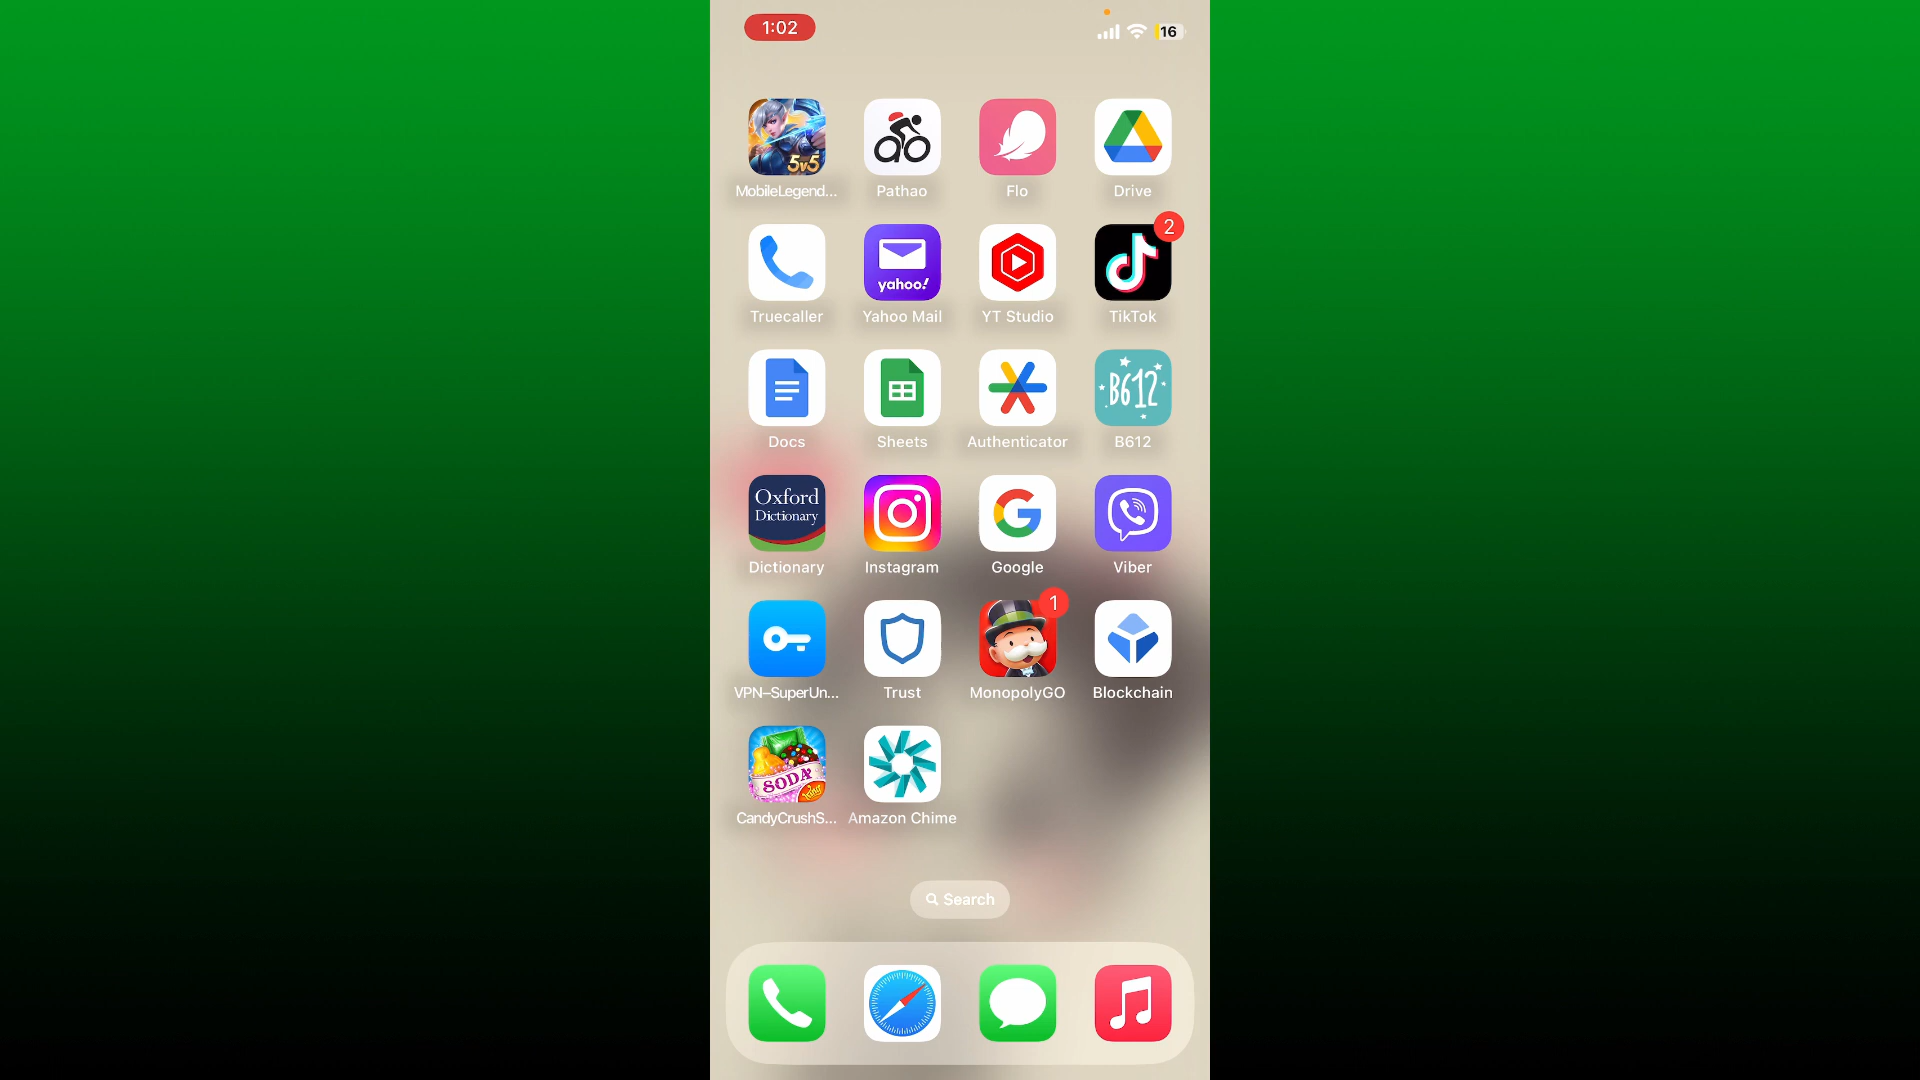 1:02
16
5v5
MobileLegend...
Pathao
Flo
Drive
2
yahoo!
Truecaller
Yahoo Mail
YT Studio
TikTok
B612
Docs
Sheets
Authenticator
B612
Oxford
Dictionary
Dictionary
Instagram
Google
Viber
1
VPN–SuperUn...
Trust
MonopolyGO
Blockchain
SODA
King
CandyCrushS...
Amazon Chime
Search